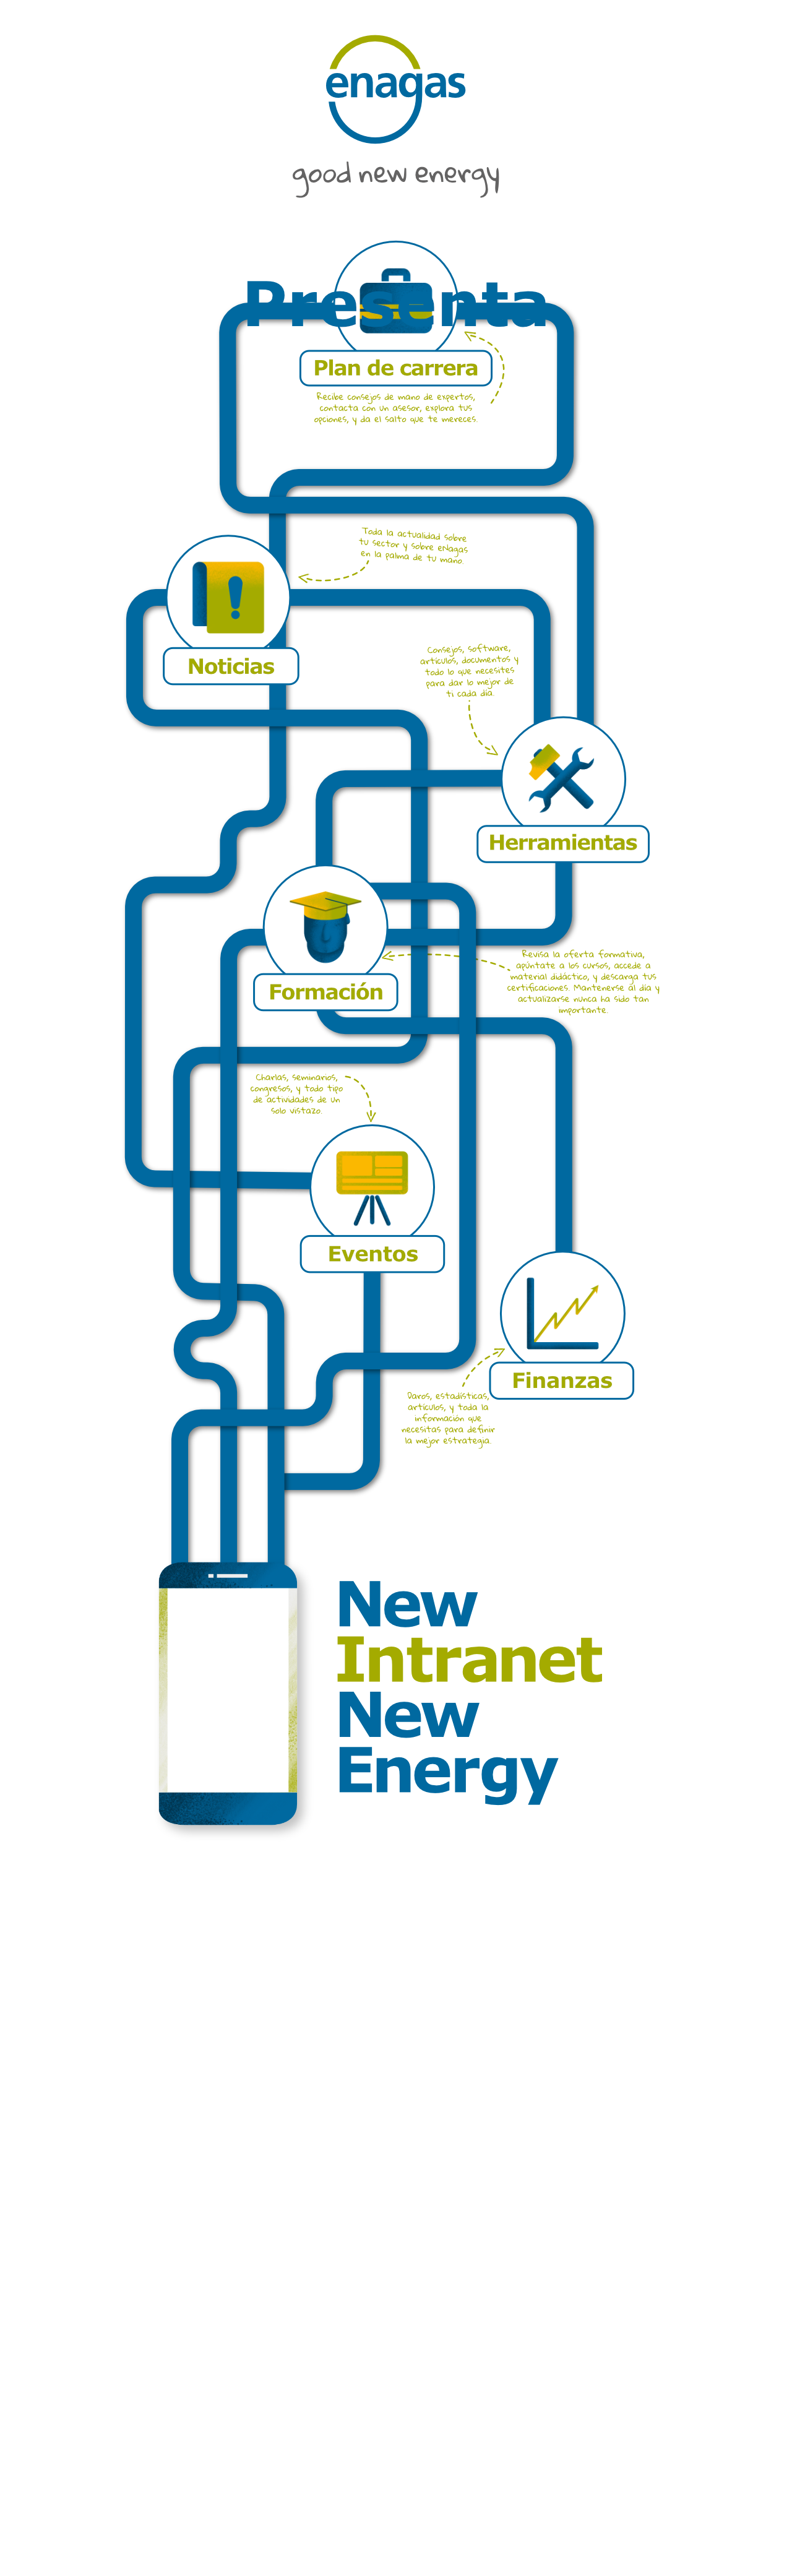 enagas
good new energy
Presenta
Plan de carrera
Recibe consejos de mano de expertos,
contacta con un asesor, explora tus
opciones, y da el salto que te mereces.
Toda la actualidad sobre
tu sector y sobre enagas
en la palma de tu mano
Noticias
Consejos, software,
artículos, documentos y
todo lo que necesites
para dar lo mejor de
ti cada día.
Herramientas
Formación
Revisa la oferta formativa,
apúntate a los cursos, accede a
material didáctico, y descarga tus
certificaciones. Mantenerse al día y
actualizarse nunca ha sido tan
importante.
Charlas, seminarios,
congresos, y todo tipo
de actividades de un
solo vistazo.
Eventos
Finanzas
Daros, estadísticas,
artículos, y toda la
información que
necesitas para definir
la mejor estrategia.
New
Intranet
New
Energy